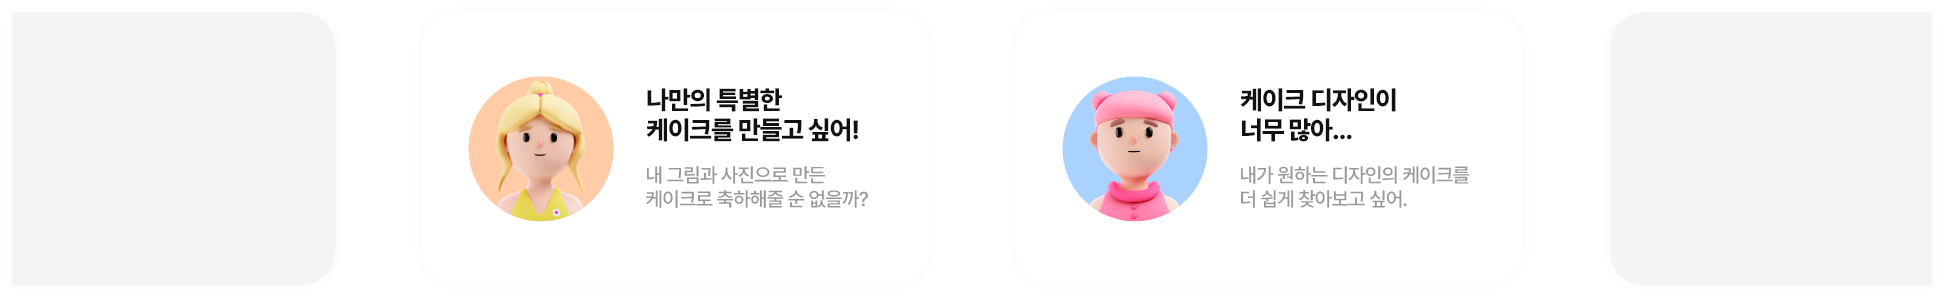 나만의 특별한
케이크를 만들고 싶어!
내 그림과 사진으로 만든
케이크로 축하해줄 순 없을까?
케이크 디자인이
너무 많아...
내가 원하는 디자인의 케이크를
더 쉽게 찾아보고 싶어.